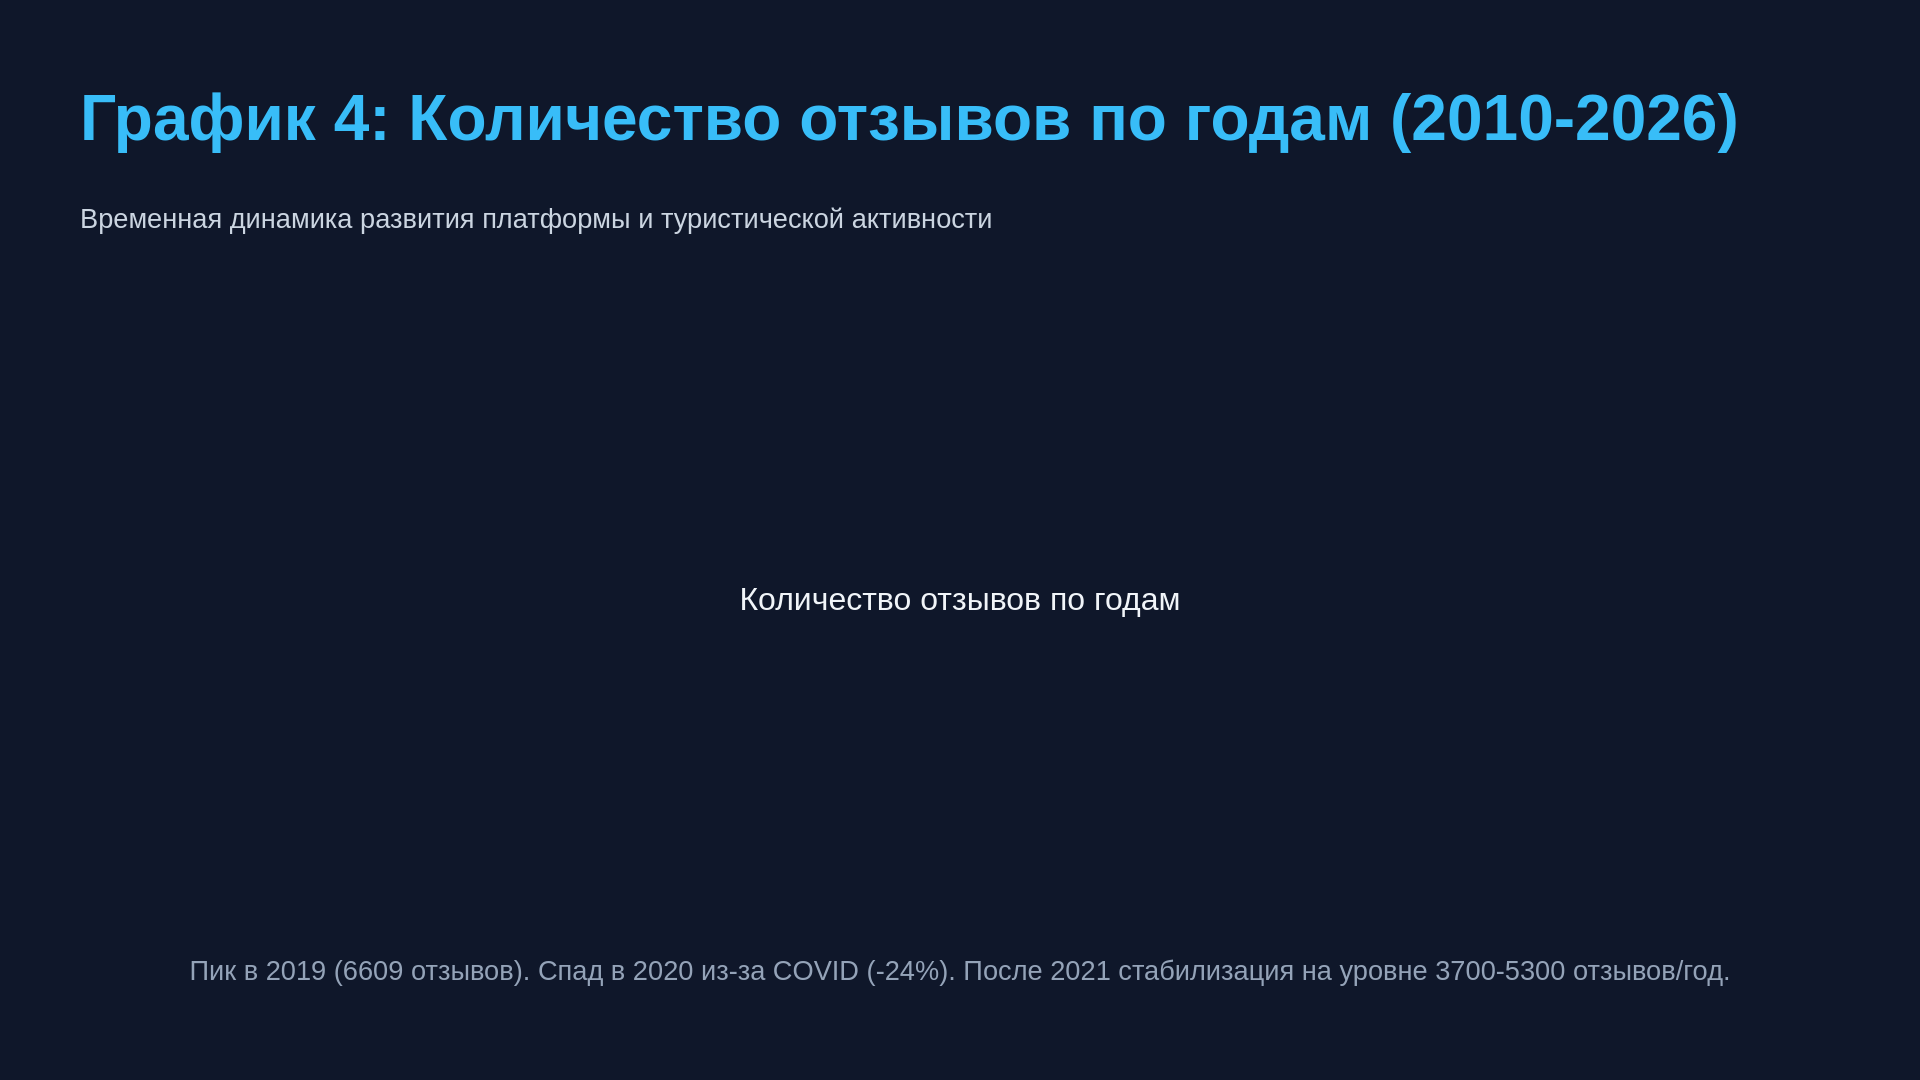 График 4: Количество отзывов по годам (2010-2026)
Временная динамика развития платформы и туристической активности
Количество отзывов по годам
Пик в 2019 (6609 отзывов). Спад в 2020 из-за COVID (-24%). После 2021 стабилизация на уровне 3700-5300 отзывов/год.